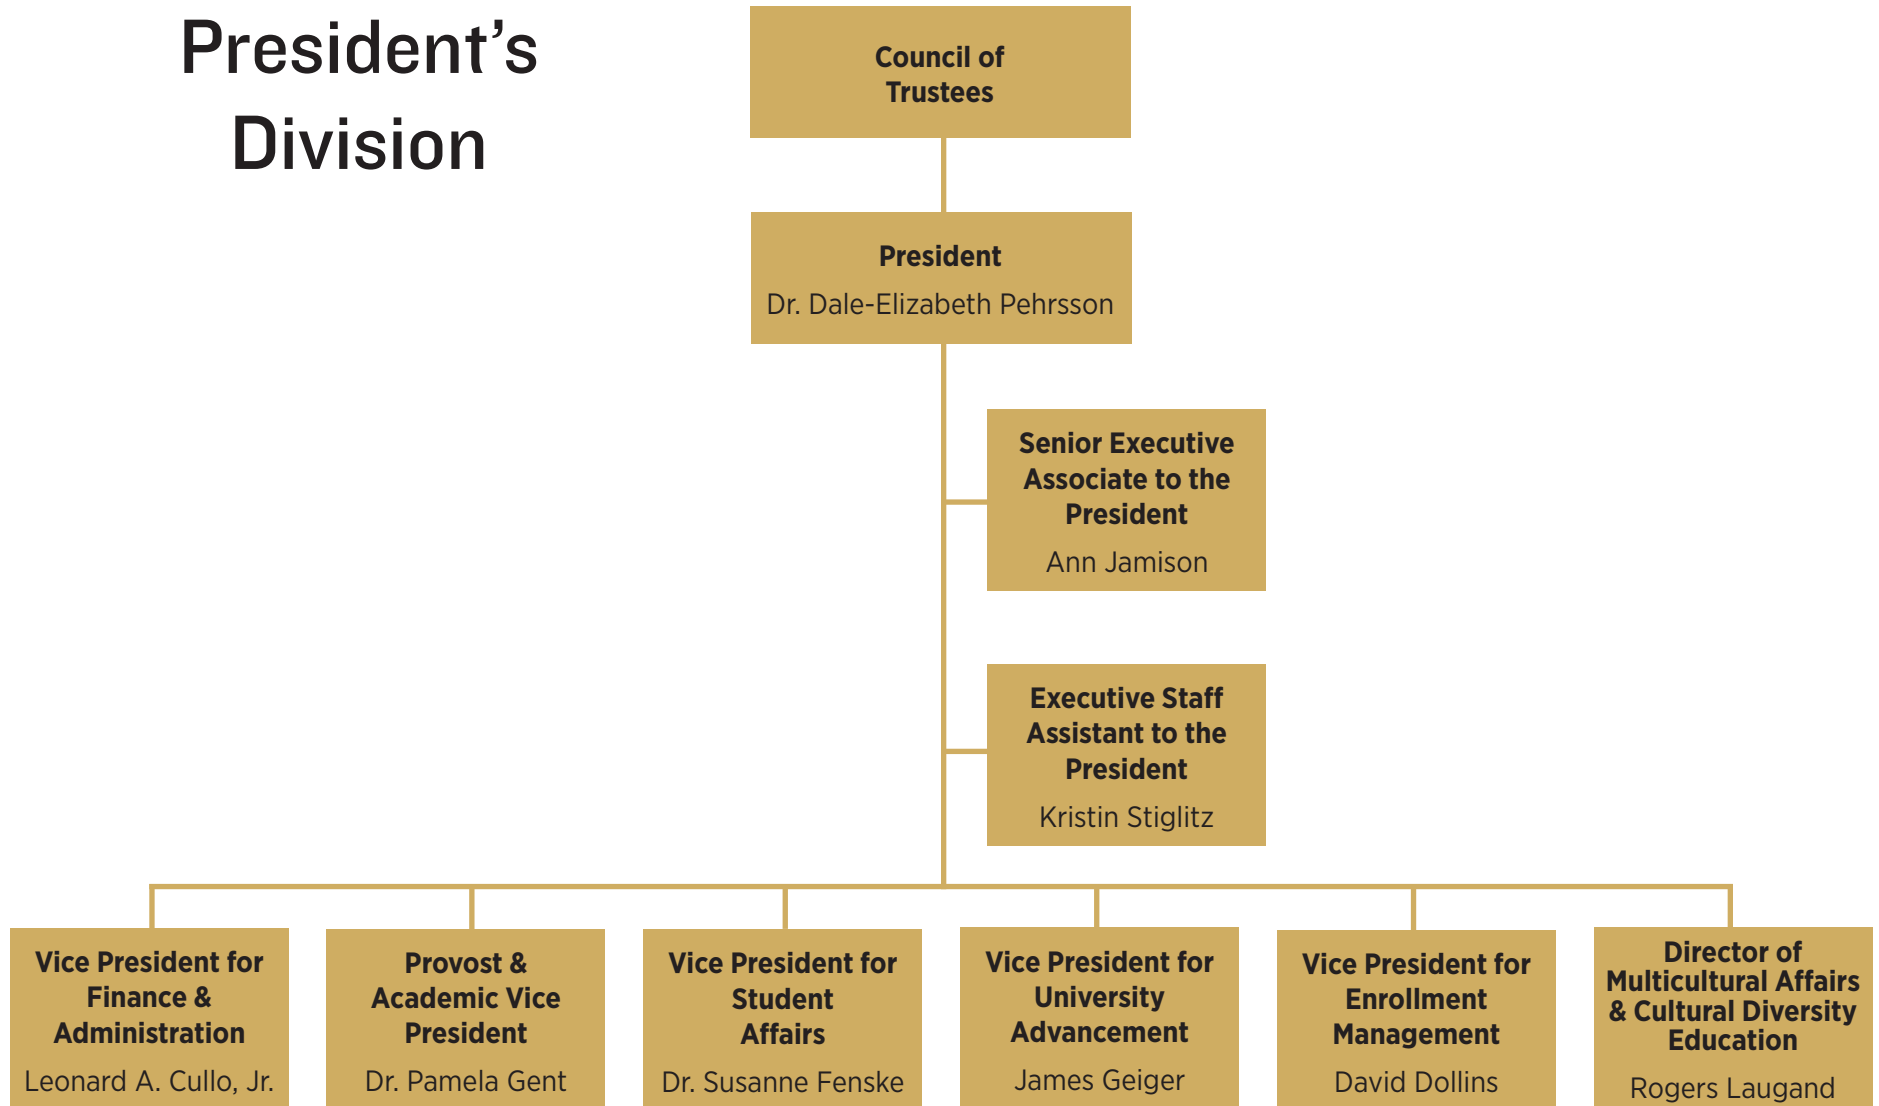 President’s
Division
Council of
Trustees
President
Dr. Dale-Elizabeth Pehrsson
Senior Executive
Associate to the
President
Ann Jamison
Executive Staff
Assistant to the
President
Kristin Stiglitz
Vice President for
Finance &
Administration
Leonard A. Cullo, Jr.
Provost &
Academic Vice
President
Dr. Pamela Gent
Vice President for
Student
Affairs
Dr. Susanne Fenske
Vice President for
University
Advancement
James Geiger
Vice President for
Enrollment
Management
David Dollins
Director of
Multicultural Affairs
& Cultural Diversity
Education
Rogers Laugand